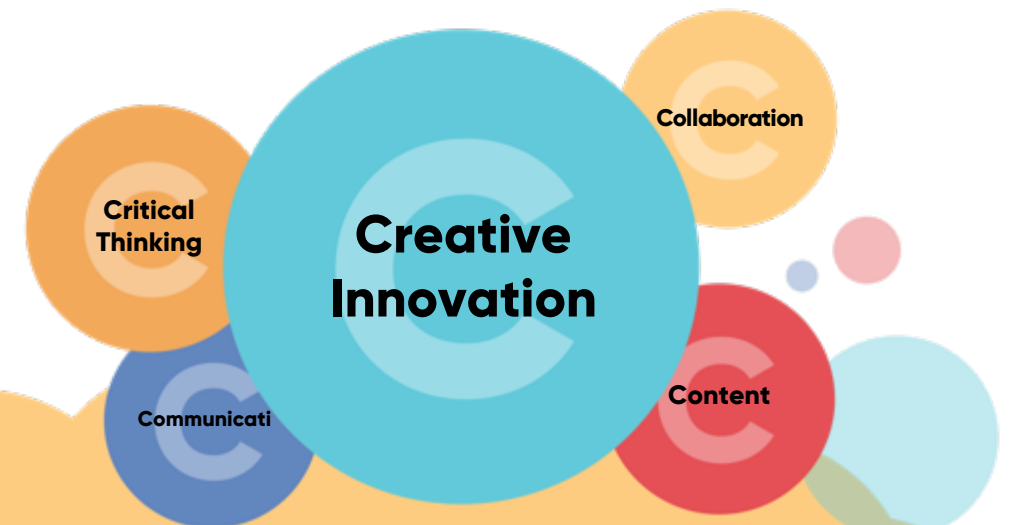 Collaboration
Critical
Thinking
Creative
Innovation
Content
Communicati